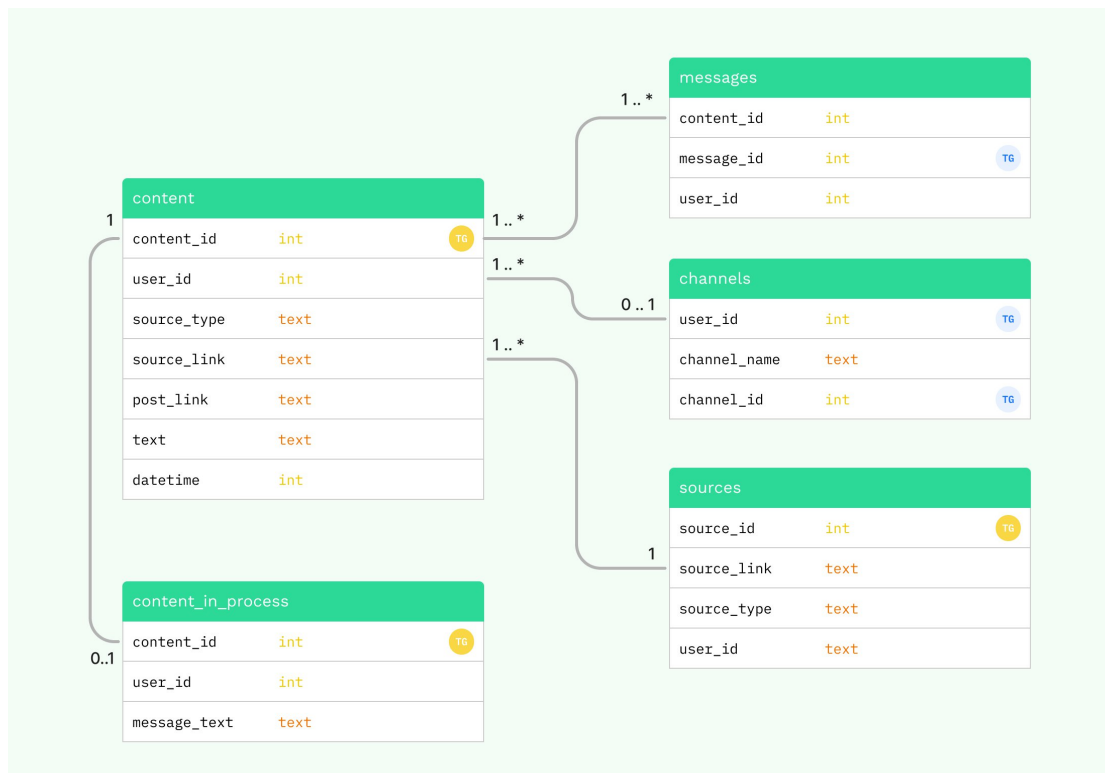 messages
1 .. *
content_id int
message_id int TG
user_id int
content
1
1 .. *
content_id int TG
1 .. *
user_id int
source_type text
1 .. *
source_link text
post_link text
text text
datetime int
channels
0 .. 1
user_id int TG
channel_name text
channel_id int TG
sources
source_id int TG
1
source_link text
source_type text
user_id text
content_in_process
content_id int TG
0..1
user_id int
message_text text